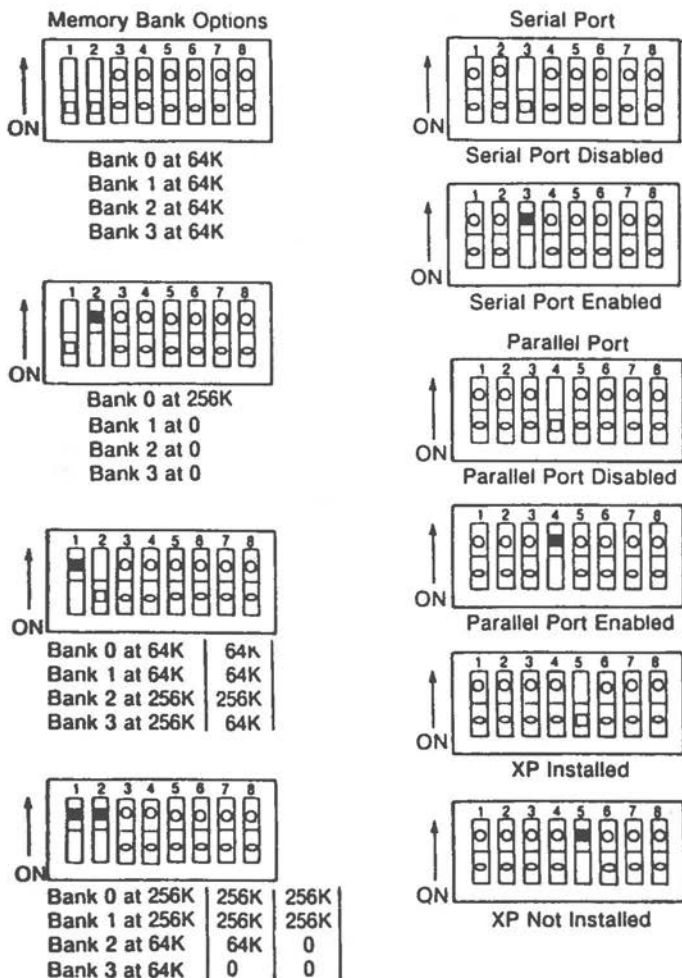 Memory Bank Options
1 2 3 4 5 6 7 8
ON
Bank 0 at 64K
Bank 1 at 64K
Bank 2 at 64K
Bank 3 at 64K
1 2 3 4 5 6 7 8
ON
Bank 0 at 256K
Bank 1 at 0
Bank 2 at 0
Bank 3 at 0
1 2 3 4 5 6 7 8
ON
Bank 0 at 64K 64K
Bank 1 at 64K 64K
Bank 2 at 256K 256K
Bank 3 at 256K 64K
1 2 3 4 5 6 7 8
ON
Bank 0 at 256K 256K 256K
Bank 1 at 256K 256K 256K
Bank 2 at 64K 64K 0
Bank 3 at 64K 0 0
Serial Port
1 2 3 4 5 6 7 8
ON
Serial Port Disabled
1 2 3 4 5 6 7 8
ON
Serial Port Enabled
Parallel Port
1 2 3 4 5 6 7 8
ON
Parallel Port Disabled
1 2 3 4 5 6 7 8
ON
Parallel Port Enabled
1 2 3 4 5 6 7 8
ON
XP Installed
1 2 3 4 5 6 7 8
ON
XP Not Installed